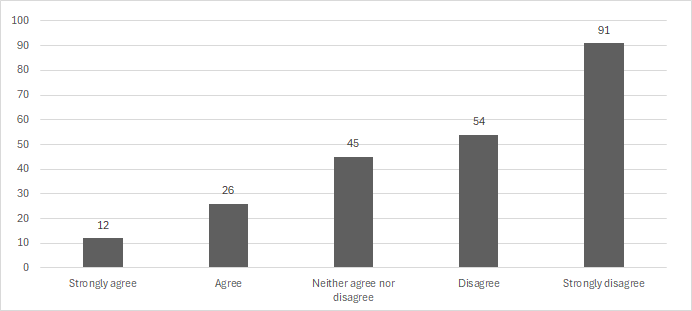 100
90
80
70
60
50
40
30
20
10
0
12
26
45
54
91
Strongly agree
Agree
Neither agree nor
disagree
Disagree
Strongly disagree